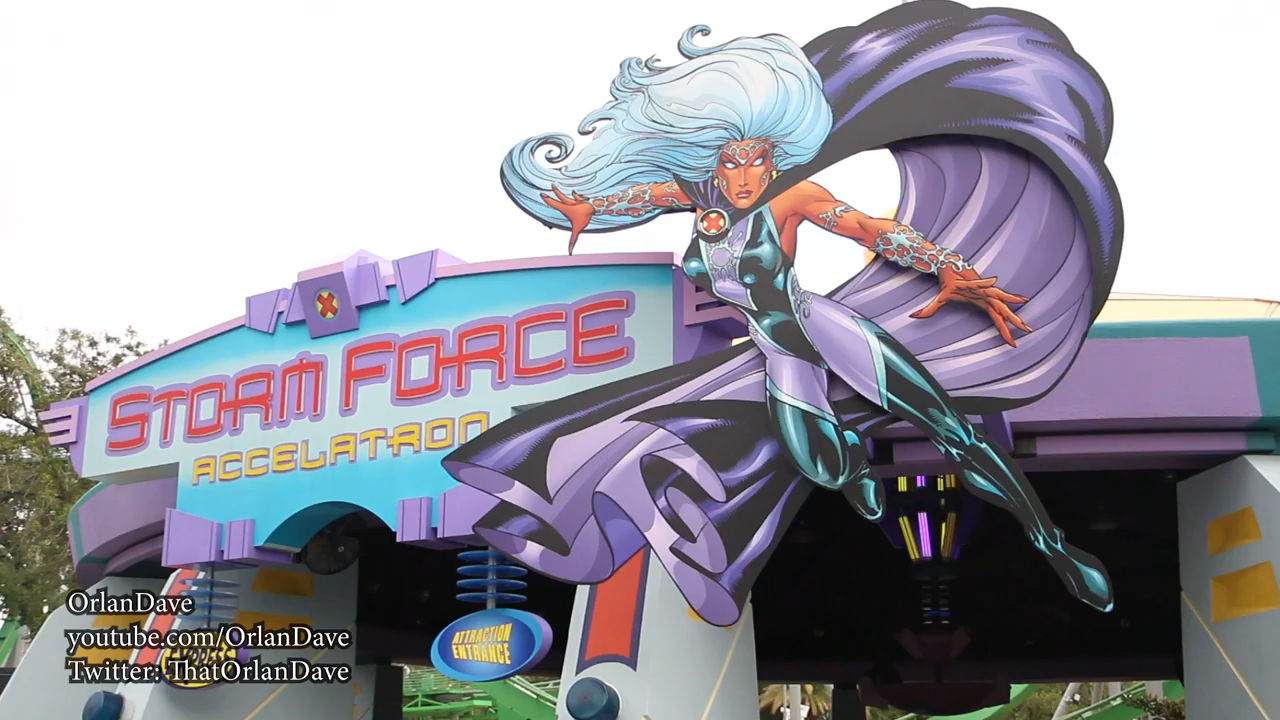 STORM FORCE
ACCELATRON
ATTRACTION
ENTRANCE
OrlanDave
youtube.com/OrlanDave
Twitter: ThatOrlanDave